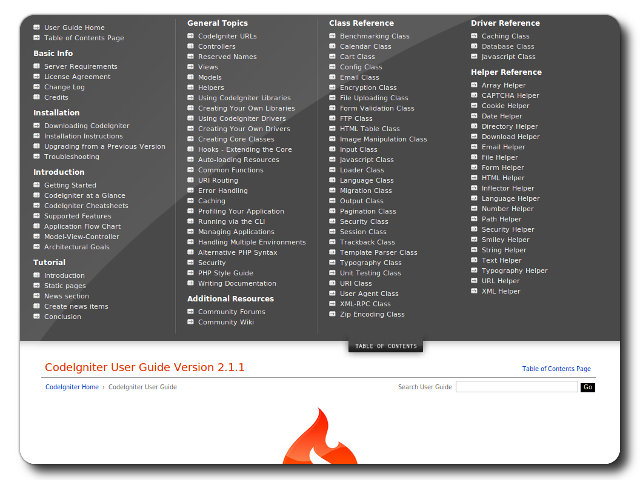 User Guide Home
Table of Contents Page
Basic Info
Server Requirements
License Agreement
Change Log
Credits
Installation
Downloading CodeIgniter
Installation Instructions
Upgrading from a Previous Version
Troubleshooting
Introduction
Getting Started
CodeIgniter at a Glance
CodeIgniter Cheatsheets
Supported Features
Application Flow Chart
Model-View-Controller
Architectural Goals
Tutorial
Introduction
Static pages
News section
Create news items
Conclusion
General Topics
CodeIgniter URLs
Controllers
Reserved Names
Views
Models
Helpers
Using CodeIgniter Libraries
Creating Your Own Libraries
Using CodeIgniter Drivers
Creating Your Own Drivers
Creating Core Classes
Hooks - Extending the Core
Auto-loading Resources
Common Functions
URI Routing
Error Handling
Caching
Profiling Your Application
Running via the CLI
Managing Applications
Handling Multiple Environments
Alternative PHP Syntax
Security
PHP Style Guide
Writing Documentation
Additional Resources
Community Forums
Community Wiki
Class Reference
Benchmarking Class
Calendar Class
Cart Class
Config Class
Email Class
Encryption Class
File Uploading Class
Form Validation Class
FTP Class
HTML Table Class
Image Manipulation Class
Input Class
Javascript Class
Loader Class
Language Class
Migration Class
Output Class
Pagination Class
Security Class
Session Class
Trackback Class
Template Parser Class
Typography Class
Unit Testing Class
URI Class
User Agent Class
XML-RPC Class
Zip Encoding Class
Driver Reference
Caching Class
Database Class
Javascript Class
Helper Reference
Array Helper
CAPTCHA Helper
Cookie Helper
Date Helper
Directory Helper
Download Helper
Email Helper
File Helper
Form Helper
HTML Helper
Inflector Helper
Language Helper
Number Helper
Path Helper
Security Helper
Smiley Helper
String Helper
Text Helper
Typography Helper
URL Helper
XML Helper
TABLE OF CONTENTS
CodeIgniter User Guide Version 2.1.1
Table of Contents Page
CodeIgniter Home › CodeIgniter User Guide
Search User Guide Go